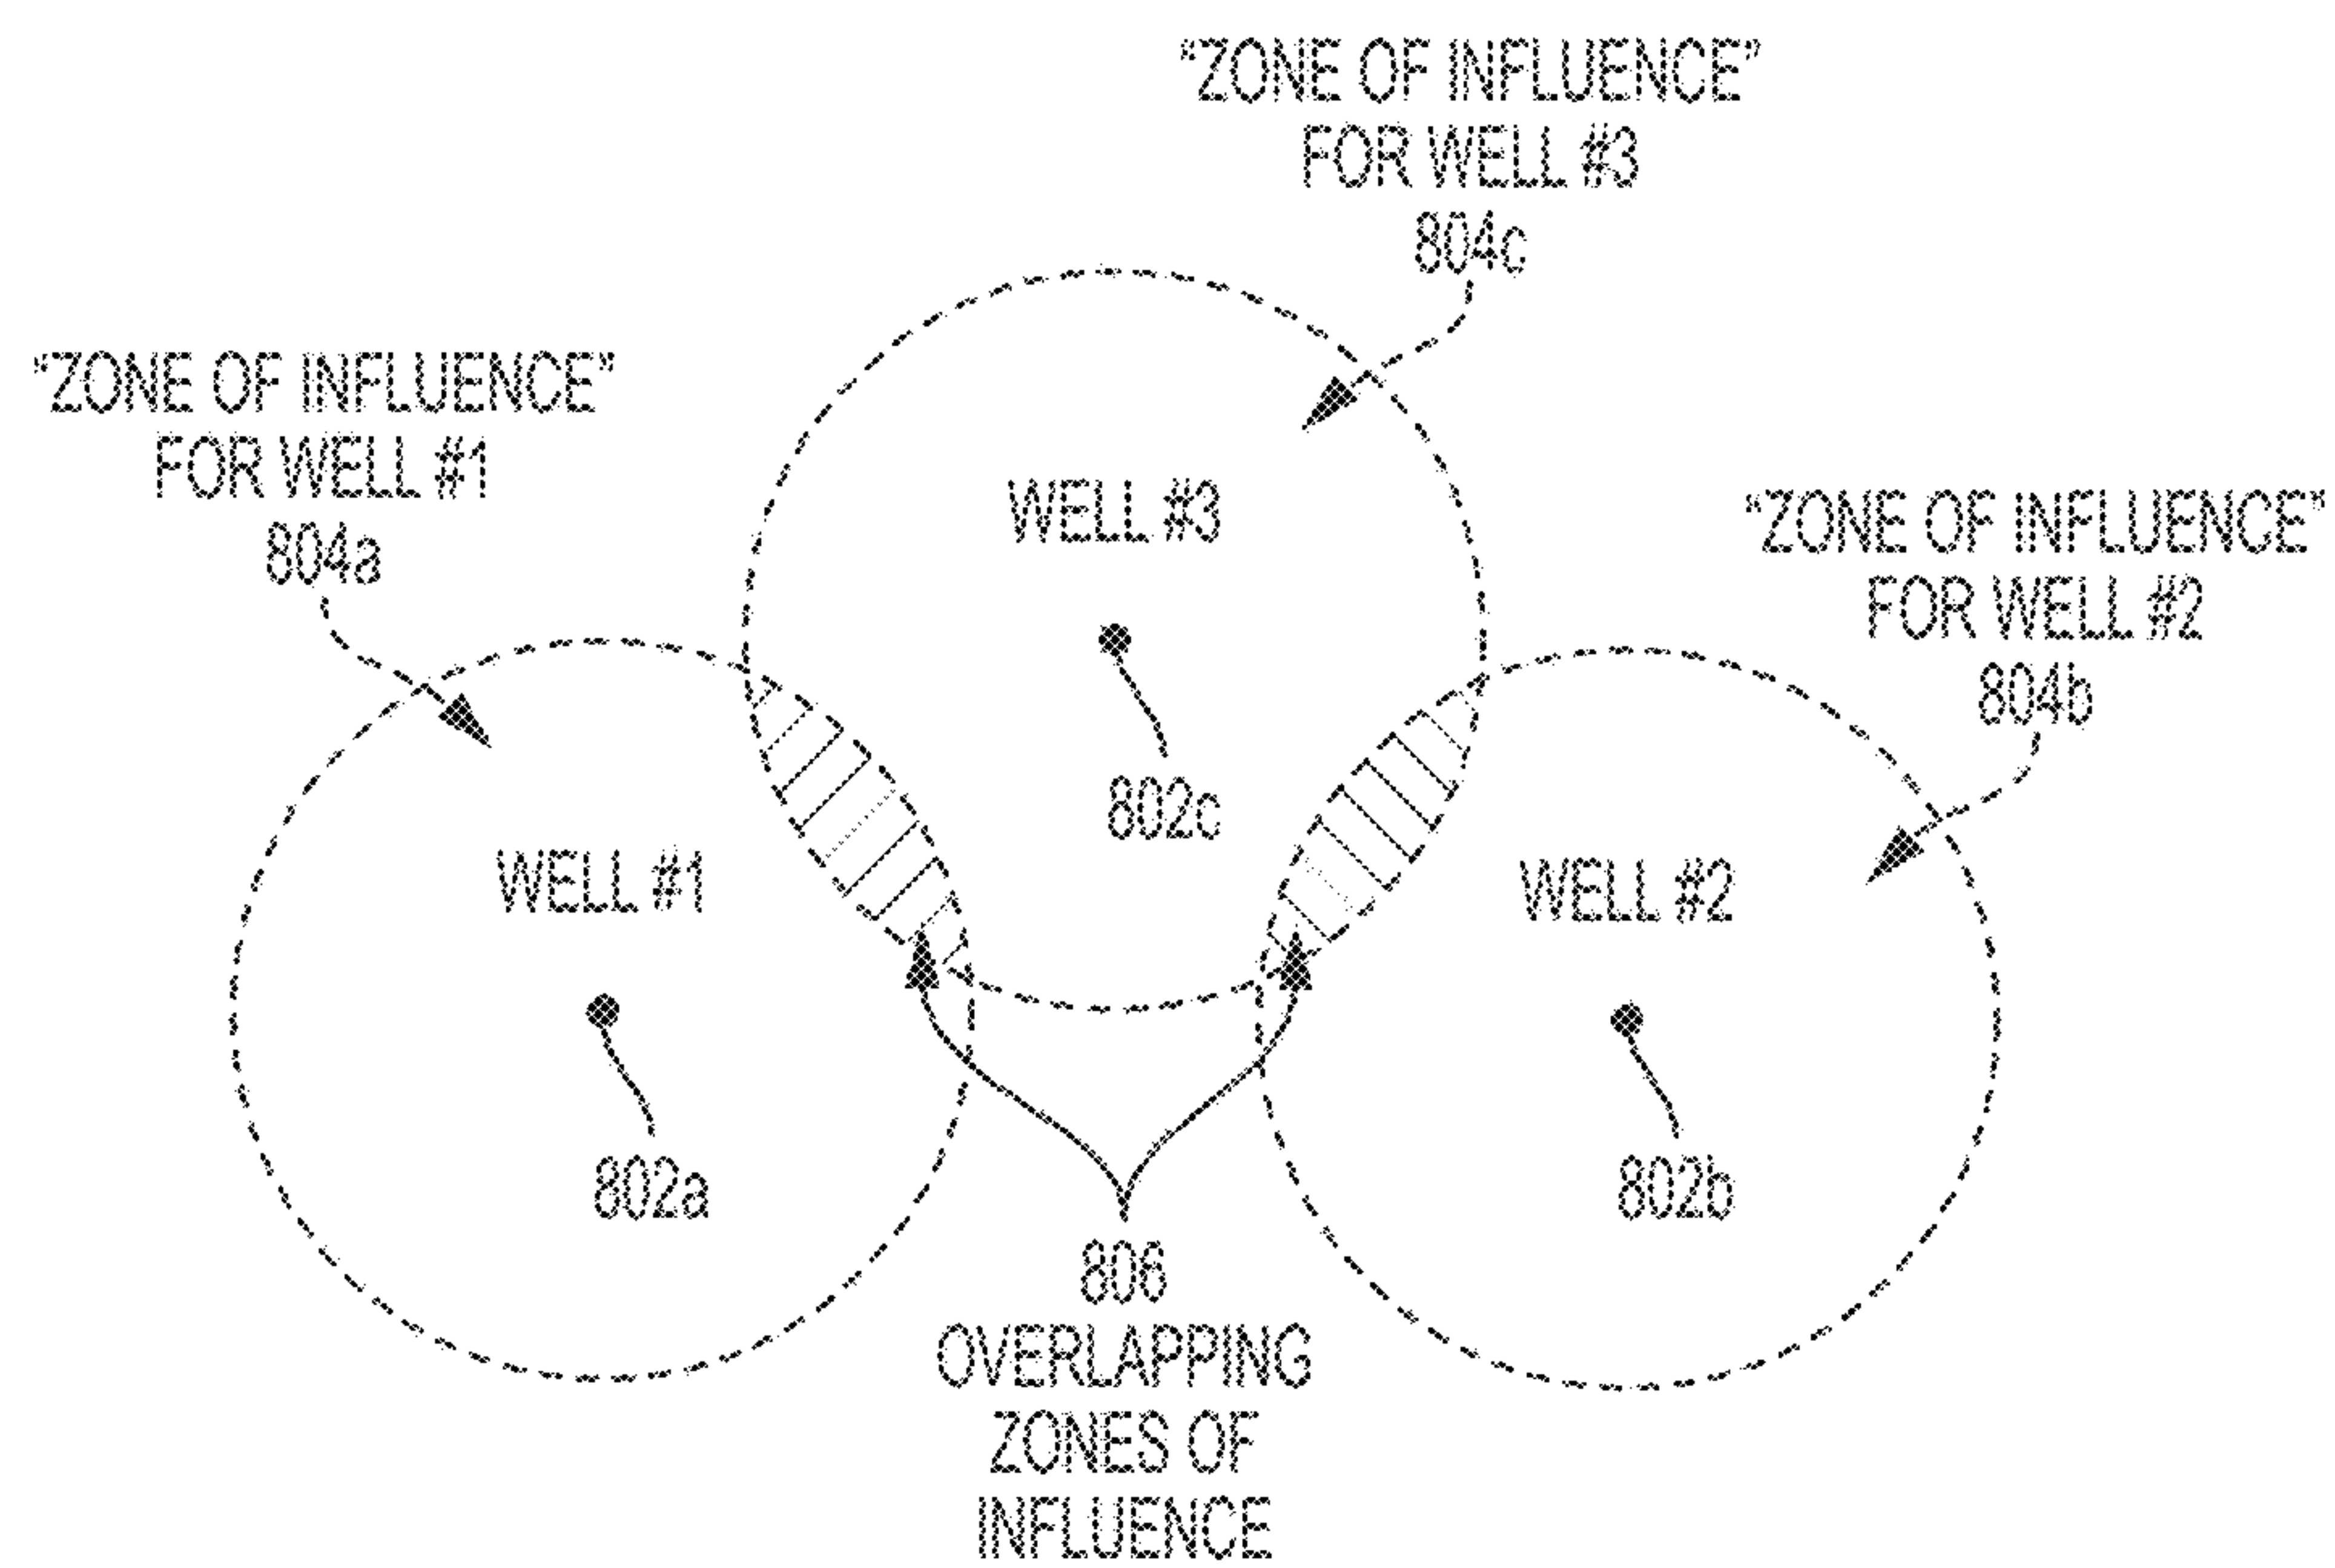 “ZONE OF INFLUENCE”
FOR WELL #3
804c
“ZONE OF INFLUENCE”
FOR WELL #1
804a
WELL #3
“ZONE OF INFLUENCE”
FOR WELL #2
804b
802c
WELL #1
WELL #2
802a
802b
806
OVERLAPPING
ZONES OF
INFLUENCE